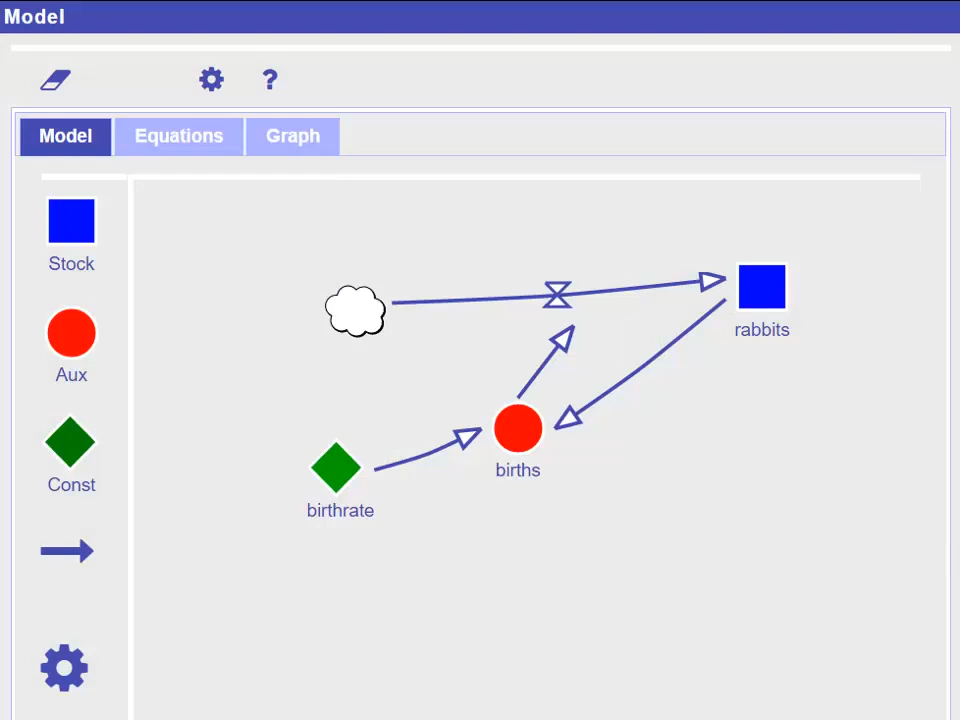 Model
?
Model Equations Graph
Stock
Aux
Const
rabbits
births
birthrate